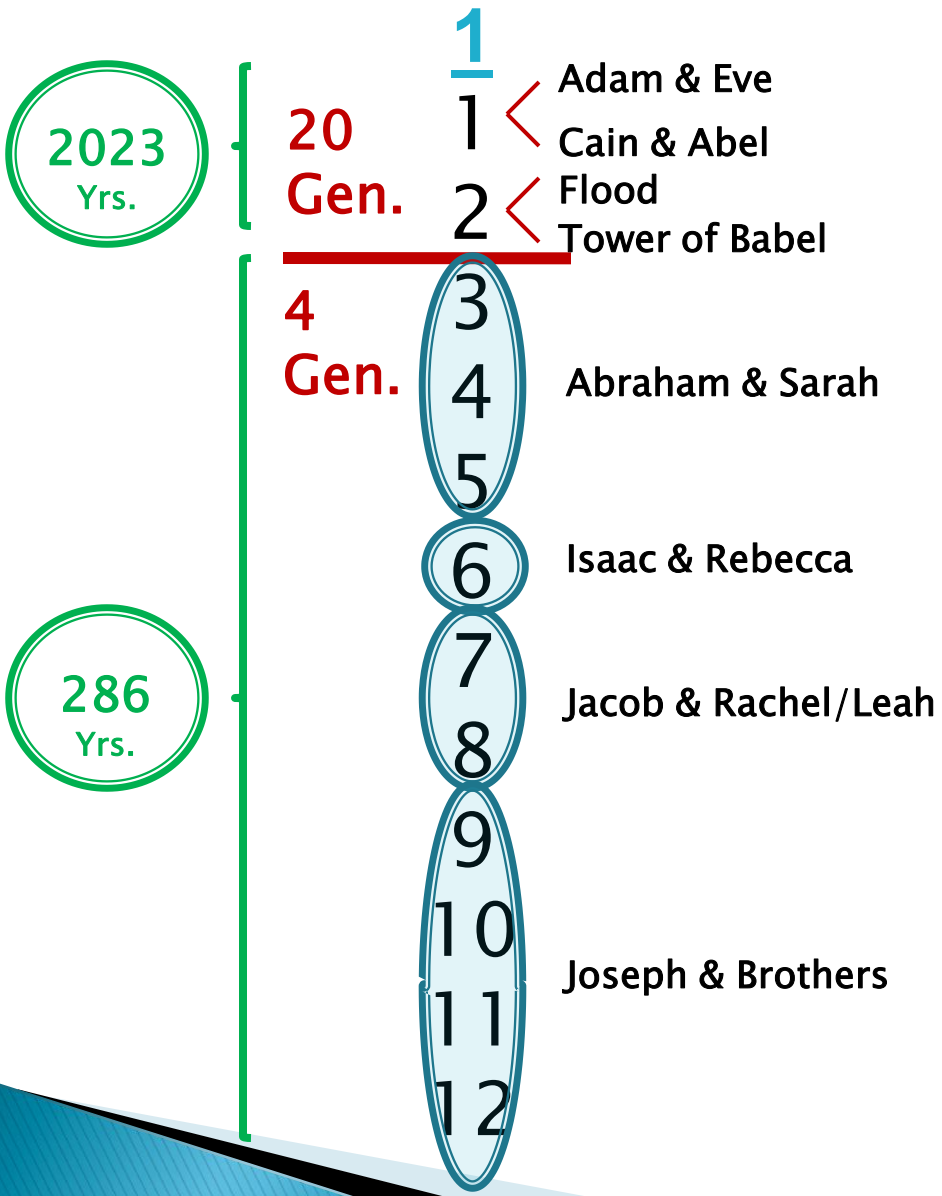 1
2023
Yrs.
20
Gen.
1
Adam & Eve
Cain & Abel
2
Flood
Tower of Babel
4
Gen.
3
4
Abraham & Sarah
5
6
Isaac & Rebecca
286
Yrs.
7
Jacob & Rachel/Leah
8
9
10
Joseph & Brothers
11
12